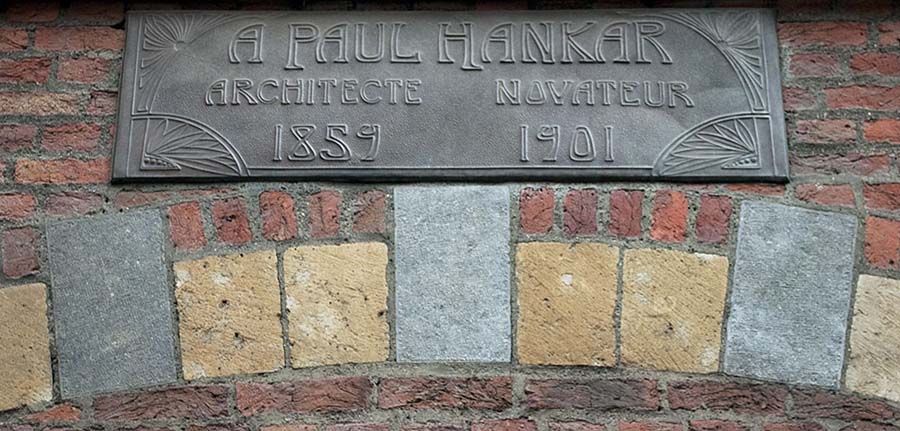 A PAUL HANKAR
ARCHITECTE NOVATEUR
1859 1901